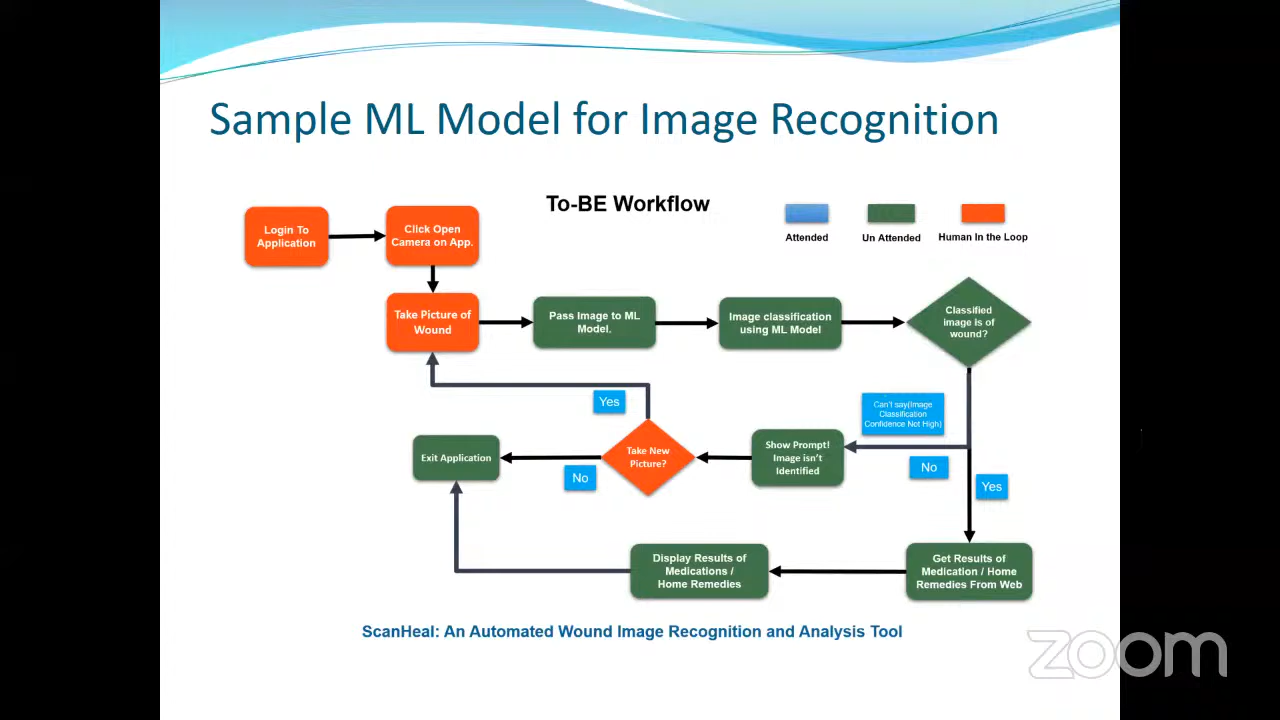 Sample ML Model for Image Recognition
To-BE Workflow
Attended
Un Attended
Human In the Loop
Login To
Application
Click Open
Camera on App.
Take Picture of
Wound
Pass Image to ML
Model.
Image classification
using ML Model
Classified
image is of
wound?
Can't say(Image
Classification
Confidence Not High)
No
Yes
Show Prompt!
Image isn't
Identified
Take New
Picture?
Yes
No
Exit Application
Get Results of
Medication / Home
Remedies From Web
Display Results of
Medications /
Home Remedies
ScanHeal: An Automated Wound Image Recognition and Analysis Tool
zoom